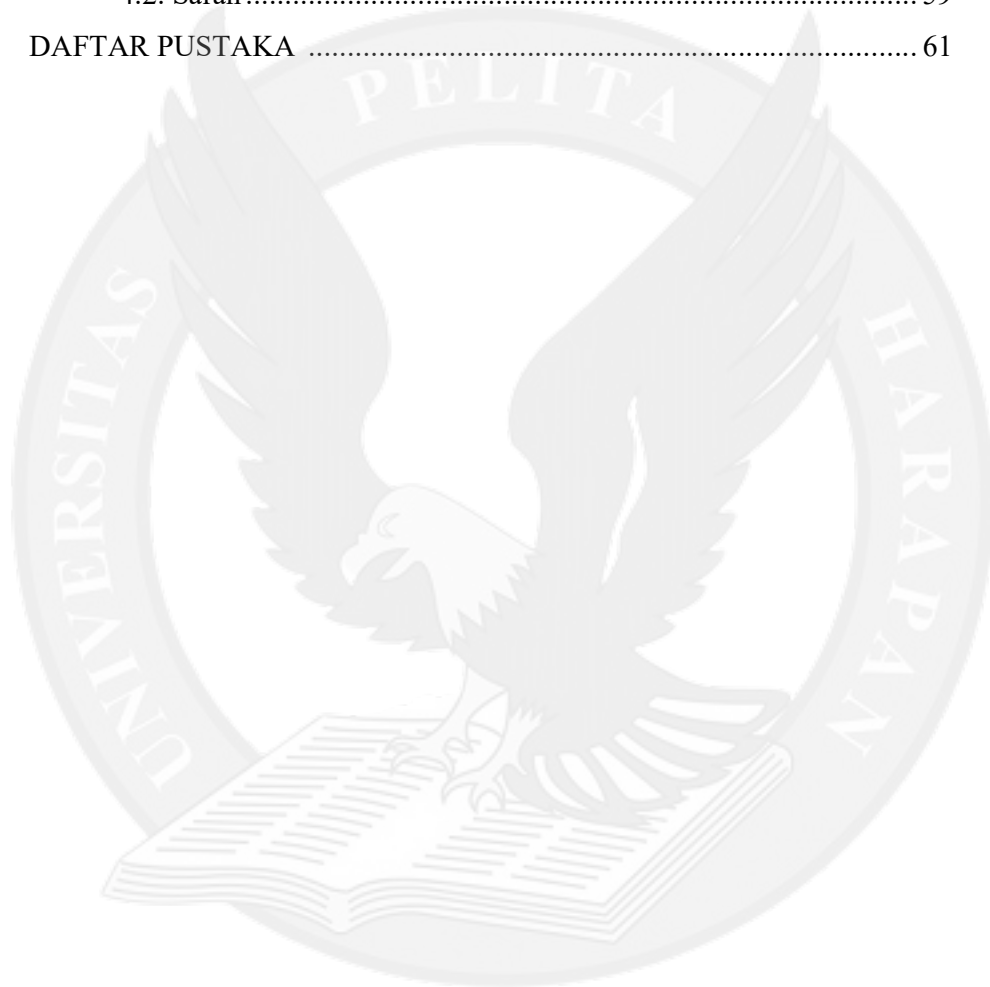 4.2. Saran........................................................................................ 59
DAFTAR PUSTAKA ................................................................................ 61
UNIVERSITAS PELITA HARAPAN